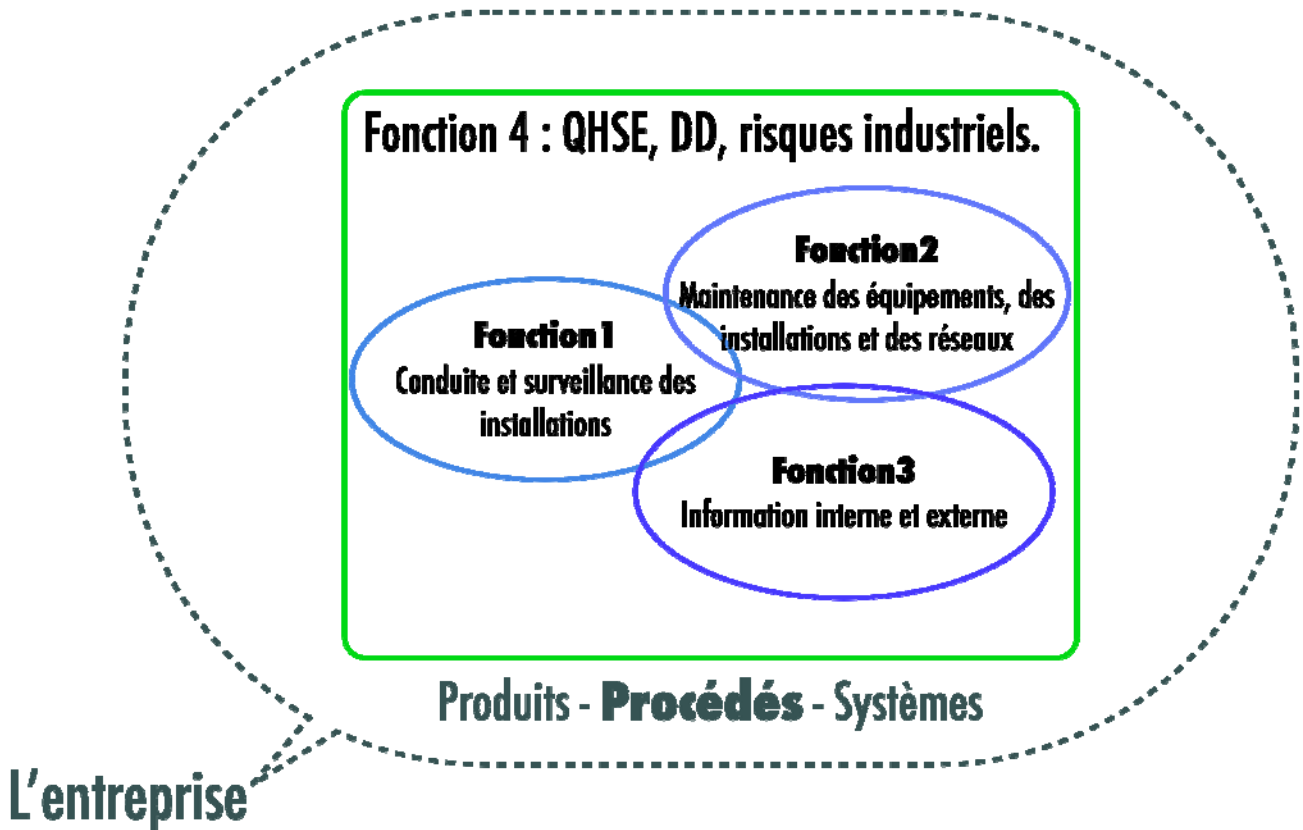 Fonction 4 : QHSE, DD, risques industriels.
Fonction2
Maintenance des équipements, des
installations et des réseaux
Fonction1
Conduite et surveillance des
installations
Fonction3
Information interne et externe
Produits - Procédés - Systèmes
L'entreprise